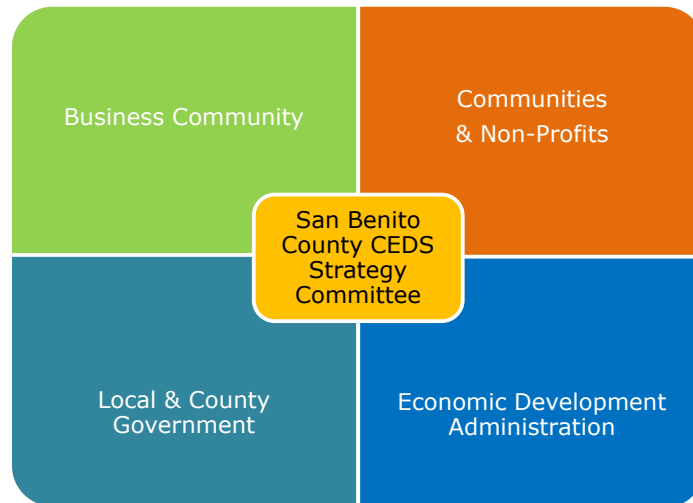 Business Community
Communities
& Non-Profits
San Benito
County CEDS
Strategy
Committee
Local & County
Government
Economic Development
Administration